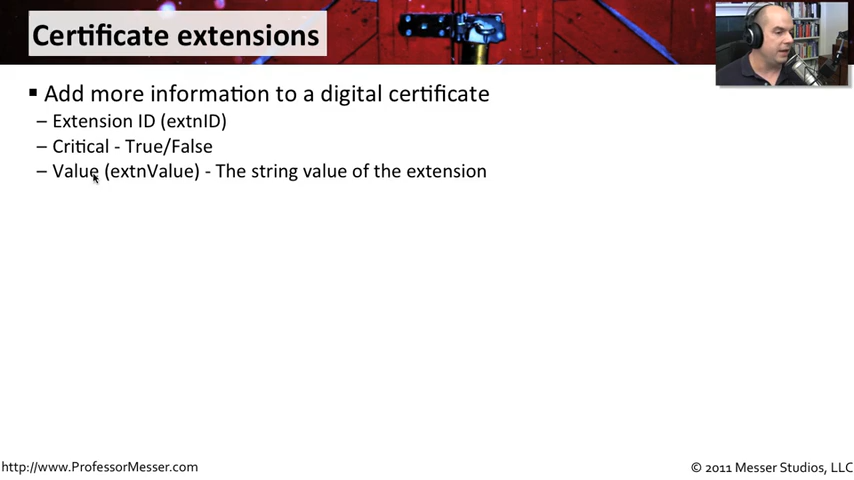 Certificate extensions
▪ Add more information to a digital certificate
– Extension ID (extnID)
– Critical - True/False
– Value (extnValue) - The string value of the extension
http://www.ProfessorMesser.com
© 2011 Messer Studios, LLC